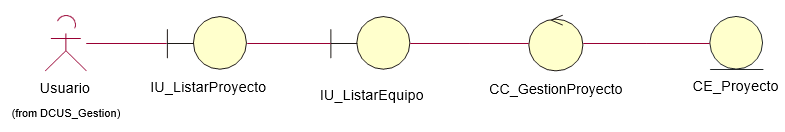 Usuario
(from DCUS_Gestion)
IU_ListarProyecto
IU_ListarEquipo
CC_GestionProyecto
CE_Proyecto